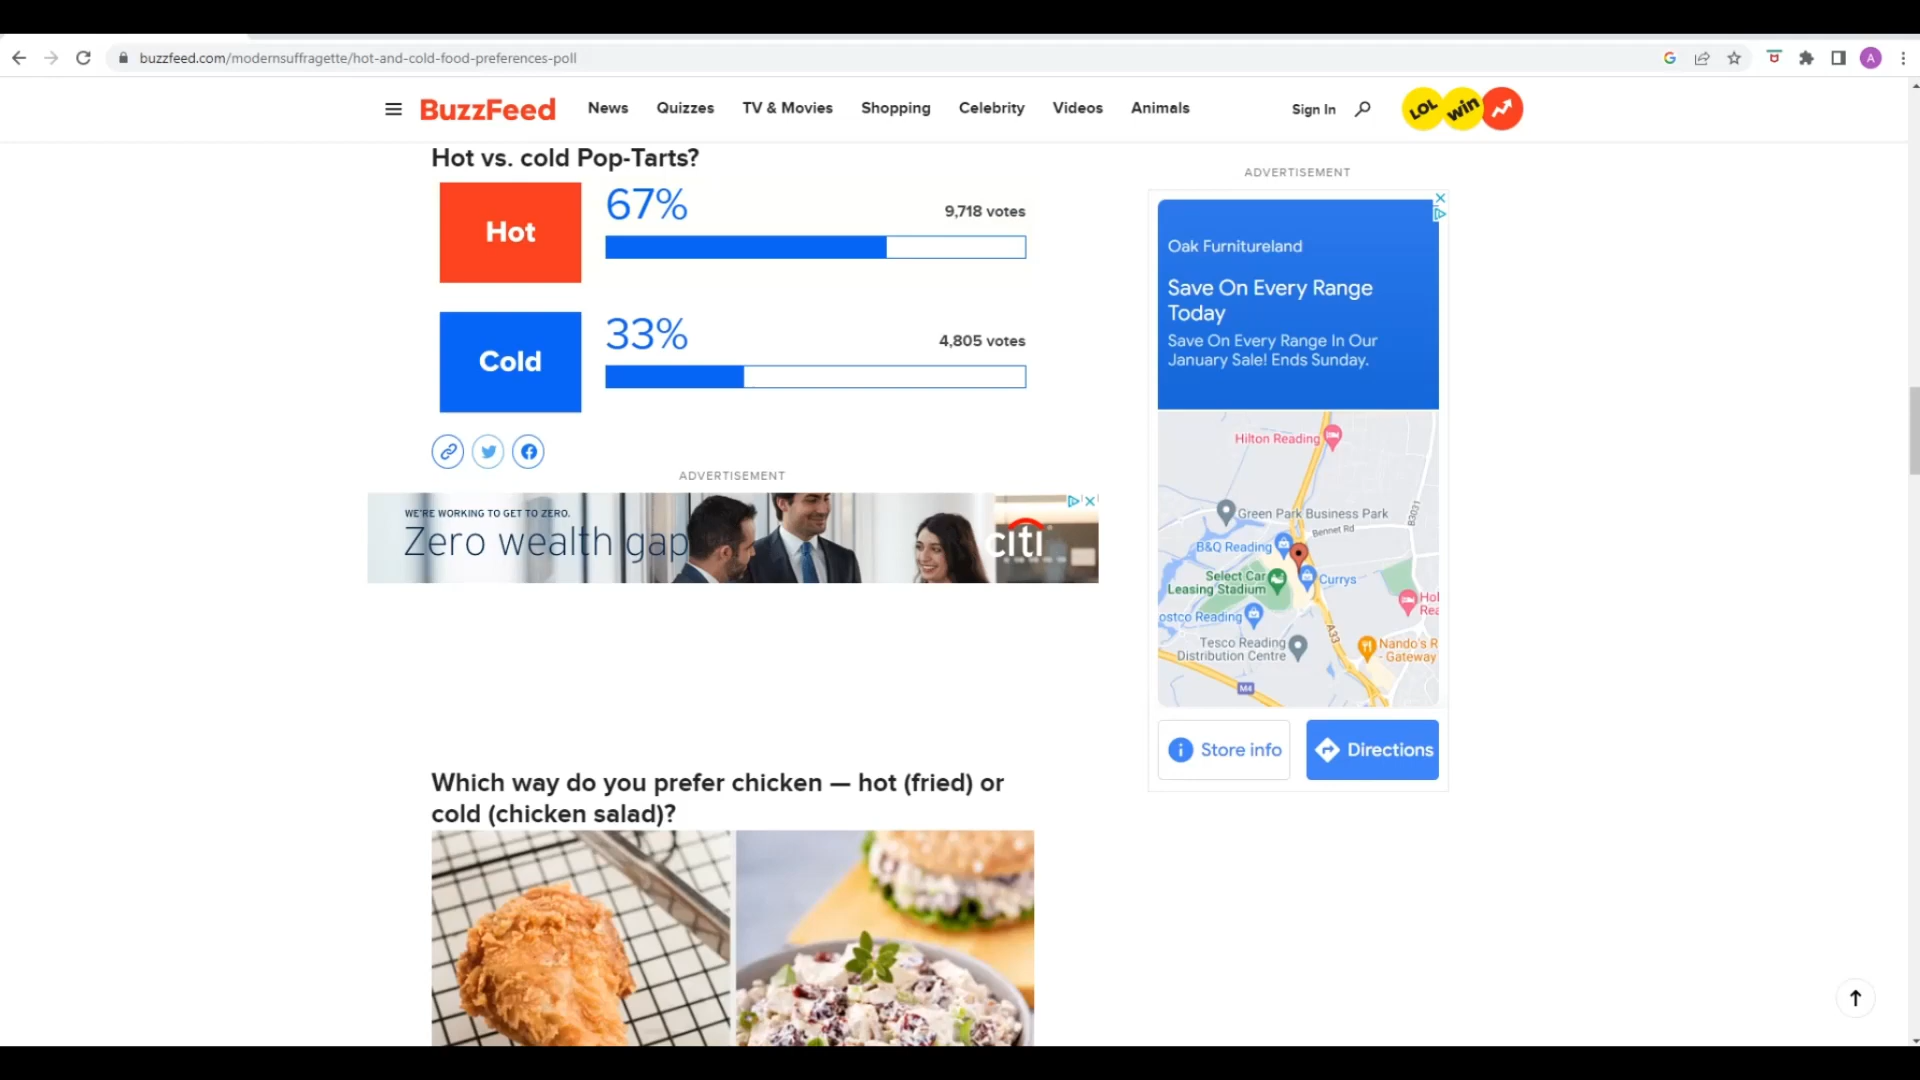 buzzfeed.com/modernsuffragette/hot-and-cold-food-preferences-poll
A
BuzzFeed
News
Quizzes
TV & Movies
Shopping
Celebrity
Videos
Animals
Sign In
LOL
win
Hot vs. cold Pop-Tarts?
Hot
67%
9,718 votes
Cold
33%
4,805 votes
ADVERTISEMENT
WE'RE WORKING TO GET TO ZERO.
Zero wealth gap
citi
Which way do you prefer chicken — hot (fried) or
cold (chicken salad)?
ADVERTISEMENT
Oak Furnitureland
Save On Every Range
Today
Save On Every Range In Our
January Sale! Ends Sunday.
Hilton Reading
Green Park Business Park
B3031
Bennet Rd
B&Q Reading
Select Car
Leasing Stadium
Currys
Hol
Rea
ostco Reading
A33
Tesco Reading
Distribution Centre
Nando's R
- Gateway
M4
Store info
Directions